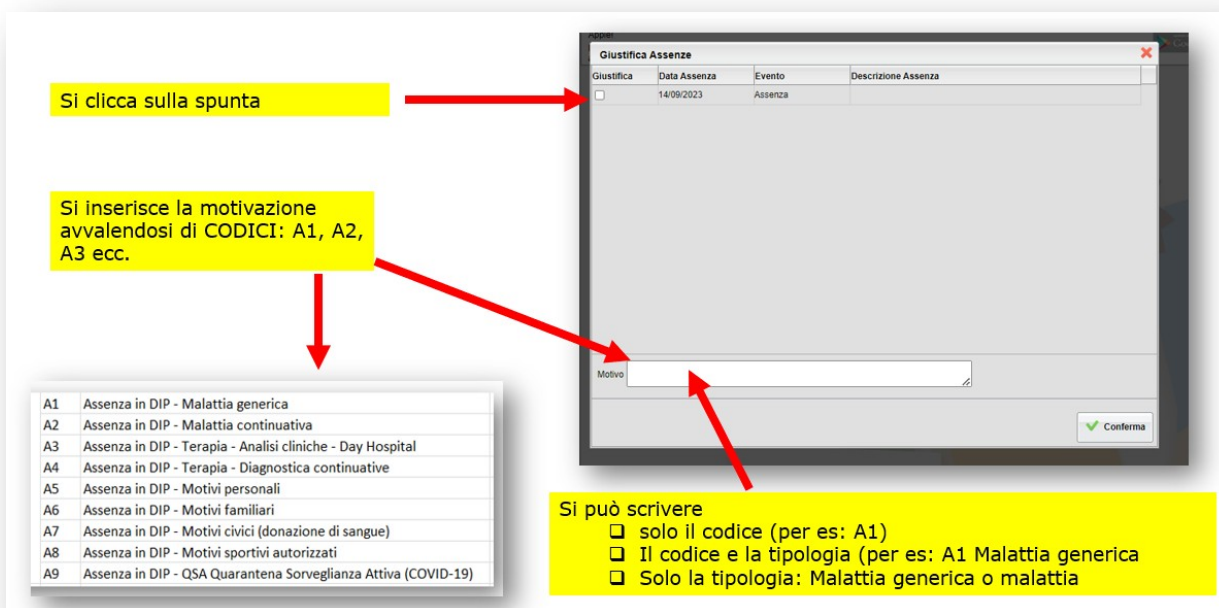 Giustifica Assenze
Giustifica Data Assenza Evento Descrizione Assenza
14/09/2023 Assenza
Si clicca sulla spunta
Si inserisce la motivazione
avvalendosi di CODICI: A1, A2,
A3 ecc.
Motivo
Conferma
A1 Assenza in DIP - Malattia generica
A2 Assenza in DIP - Malattia continuativa
A3 Assenza in DIP - Terapia - Analisi cliniche - Day Hospital
A4 Assenza in DIP - Terapia - Diagnostica continuative
A5 Assenza in DIP - Motivi personali
A6 Assenza in DIP - Motivi familiari
A7 Assenza in DIP - Motivi civici (donazione di sangue)
A8 Assenza in DIP - Motivi sportivi autorizzati
A9 Assenza in DIP - QSA Quarantena Sorveglianza Attiva (COVID-19)
Si può scrivere
❑ solo il codice (per es: A1)
❑ Il codice e la tipologia (per es: A1 Malattia generica
❑ Solo la tipologia: Malattia generica o malattia